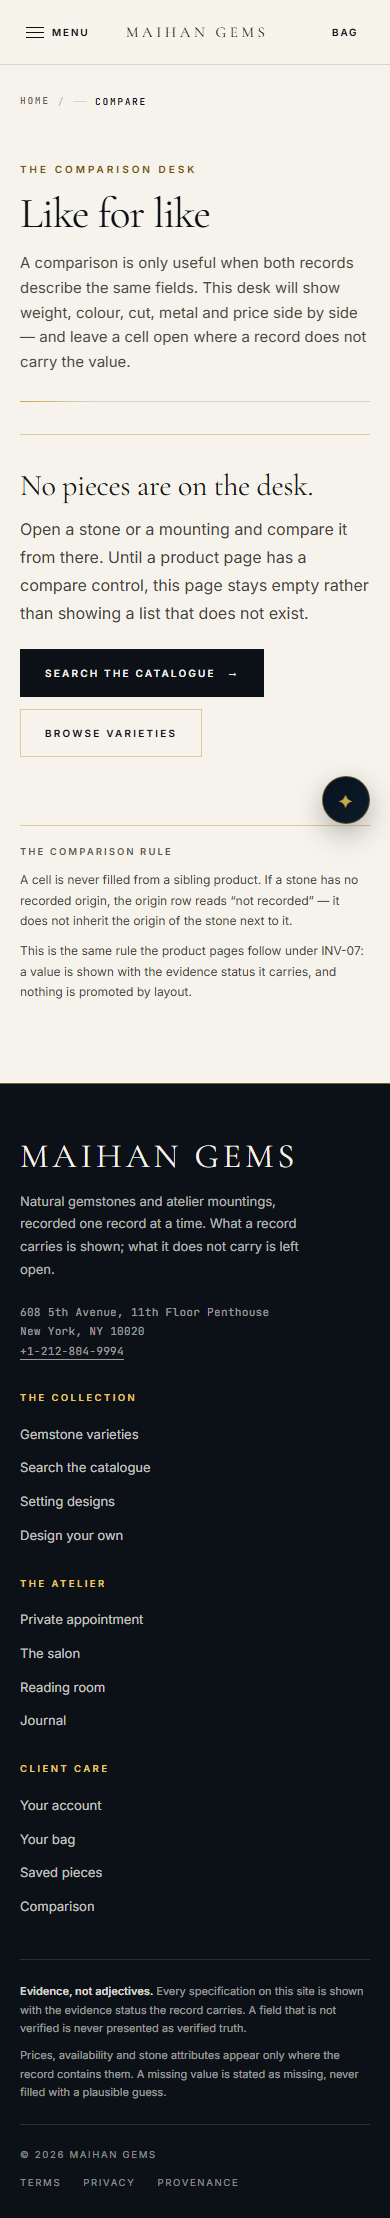 MENU
MAIHAN GEMS
BAG
HOME / — COMPARE
THE COMPARISON DESK
Like for like
A comparison is only useful when both records
describe the same fields. This desk will show
weight, colour, cut, metal and price side by side
— and leave a cell open where a record does not
carry the value.
No pieces are on the desk.
Open a stone or a mounting and compare it
from there. Until a product page has a
compare control, this page stays empty rather
than showing a list that does not exist.
SEARCH THE CATALOGUE →
BROWSE VARIETIES
THE COMPARISON RULE
A cell is never filled from a sibling product. If a stone has no
recorded origin, the origin row reads “not recorded” — it
does not inherit the origin of the stone next to it.
This is the same rule the product pages follow under INV-07:
a value is shown with the evidence status it carries, and
nothing is promoted by layout.
MAIHAN GEMS
Natural gemstones and atelier mountings,
recorded one record at a time. What a record
carries is shown; what it does not carry is left
open.
608 5th Avenue, 11th Floor Penthouse
New York, NY 10020
+1-212-804-9994
THE COLLECTION
Gemstone varieties
Search the catalogue
Setting designs
Design your own
THE ATELIER
Private appointment
The salon
Reading room
Journal
CLIENT CARE
Your account
Your bag
Saved pieces
Comparison
Evidence, not adjectives. Every specification on this site is shown
with the evidence status the record carries. A field that is not
verified is never presented as verified truth.
Prices, availability and stone attributes appear only where the
record contains them. A missing value is stated as missing, never
filled with a plausible guess.
© 2026 MAIHAN GEMS
TERMS PRIVACY PROVENANCE